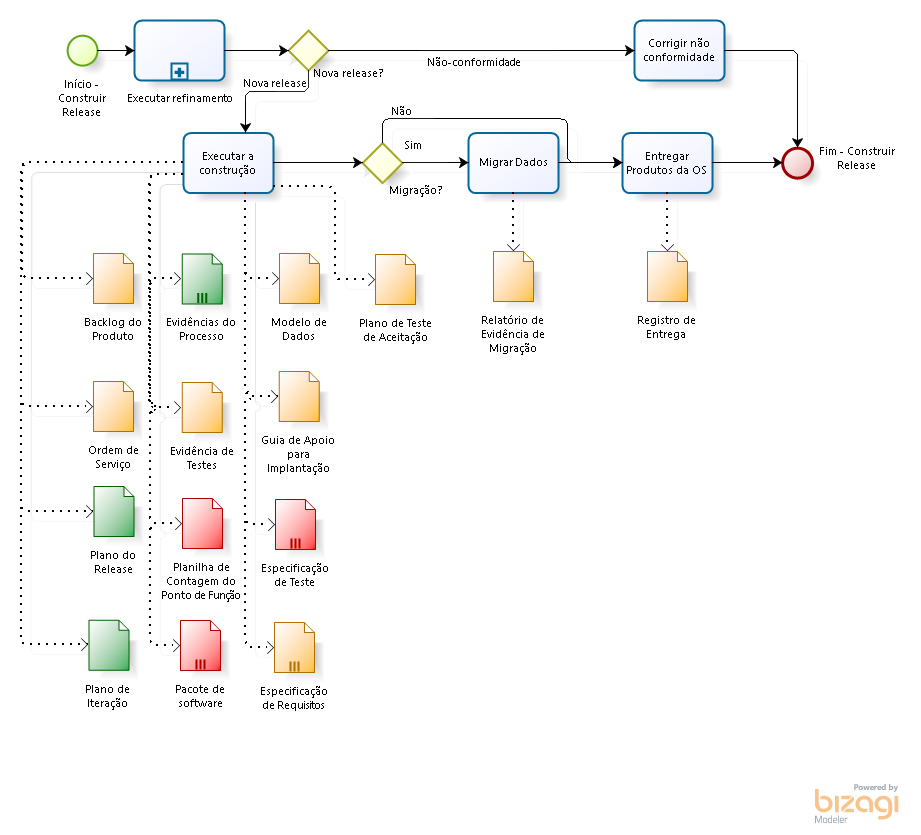 Início -
Construir
Release
Executar refinamento
Nova release?
Nova release
Não-conformidade
Corrigir não
conformidade
Executar a
construção
Não
Sim
Migração?
Migrar Dados
Entregar
Produtos da OS
Fim - Construir
Release
Backlog do
Produto
Evidências do
Processo
Modelo de
Dados
Plano de Teste
de Aceitação
Relatório de
Evidência de
Migração
Registro de
Entrega
Ordem de
Serviço
Evidência de
Testes
Guia de Apoio
para
Implantação
Plano do
Release
Planilha de
Contagem do
Ponto de Função
Especificação
de Teste
Plano de
Iteração
Pacote de
software
Especificação
de Requisitos
Powered by
bizagi
Modeler